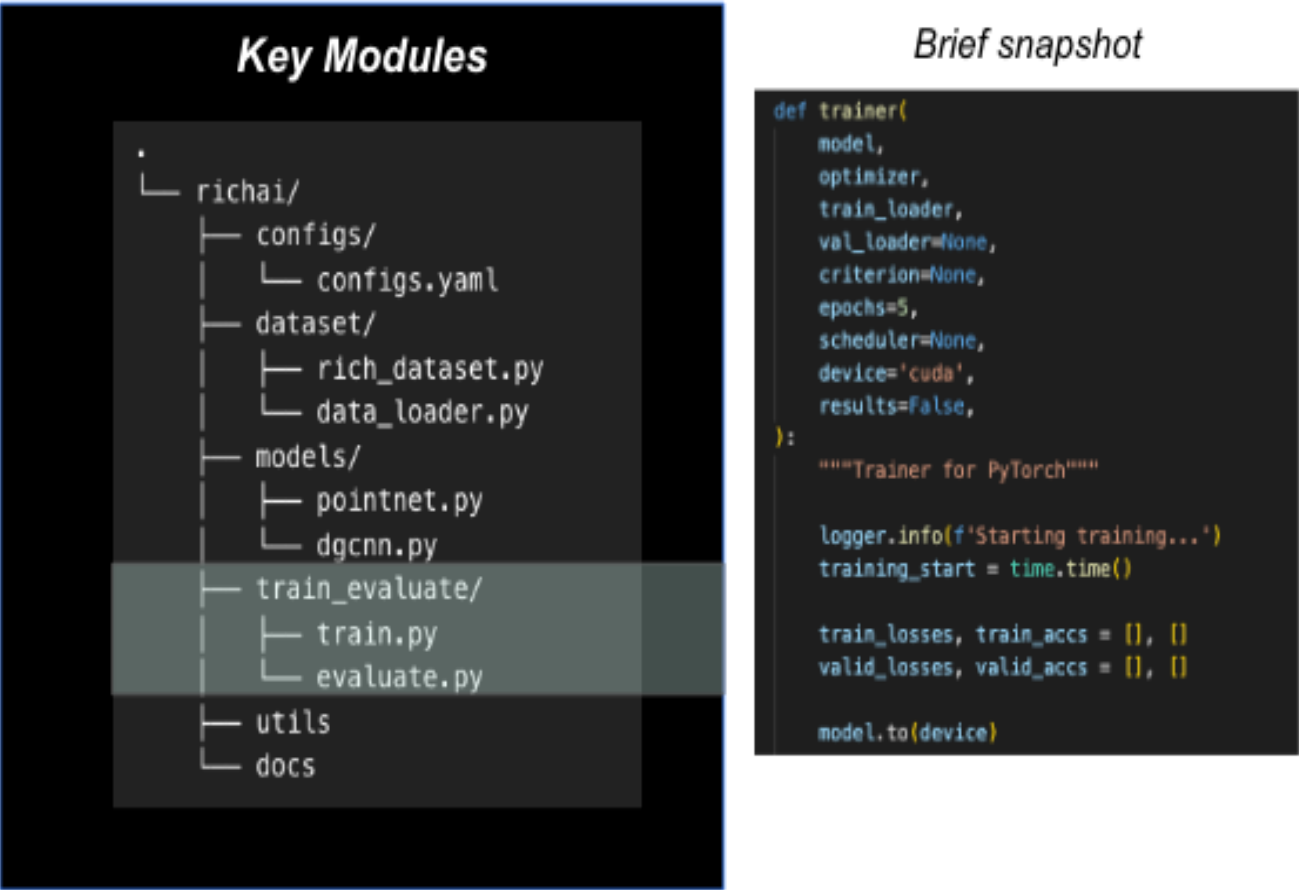 Key Modules
.
└── richai/
    ├── configs/
    │   └── configs.yaml
    ├── dataset/
    │   ├── rich_dataset.py
    │   └── data_loader.py
    ├── models/
    │   ├── pointnet.py
    │   └── dgcnn.py
    ├── train_evaluate/
    │   ├── train.py
    │   └── evaluate.py
    ├── utils
    └── docs
Brief snapshot
def trainer(
    model,
    optimizer,
    train_loader,
    val_loader=None,
    criterion=None,
    epochs=5,
    scheduler=None,
    device='cuda',
    results=False,
):
    """Trainer for PyTorch"""
    logger.info(f'Starting training...')
    training_start = time.time()
    train_losses, train_accs = [], []
    valid_losses, valid_accs = [], []
    model.to(device)